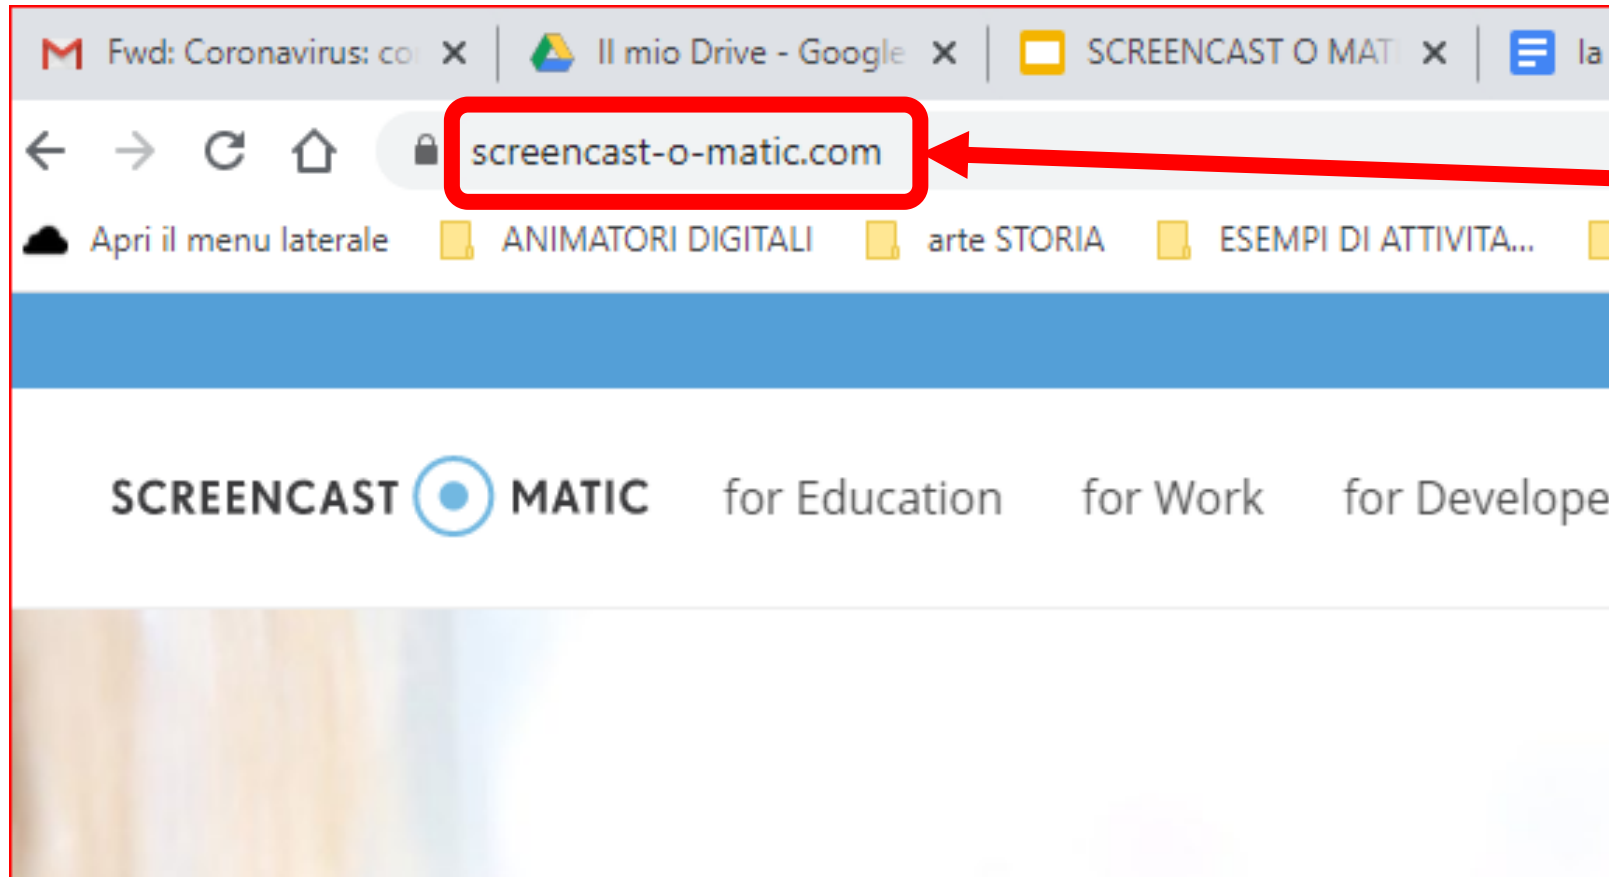 Fwd: Coronavirus: co
Il mio Drive - Google
SCREENCAST O MAT
la
screencast-o-matic.com
Apri il menu laterale
ANIMATORI DIGITALI
arte STORIA
ESEMPI DI ATTIVITA...
SCREENCAST O MATIC
for Education
for Work
for Develope